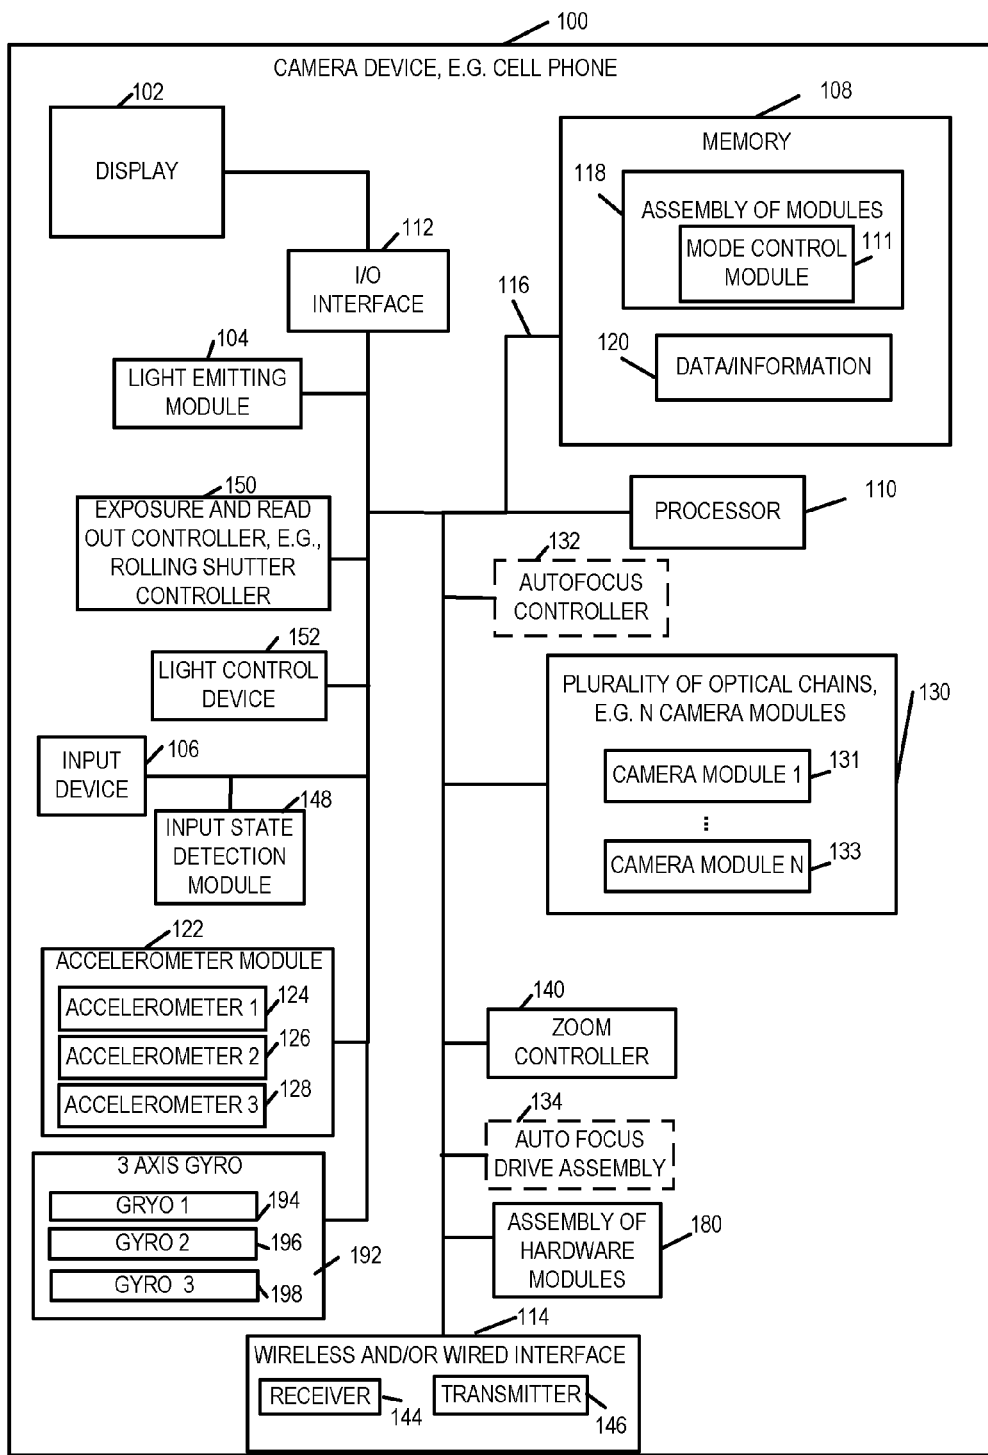 100
CAMERA DEVICE, E.G. CELL PHONE
102
DISPLAY
108
MEMORY
118
ASSEMBLY OF MODULES
MODE CONTROL
MODULE
111
120
DATA/INFORMATION
112
I/O
INTERFACE
116
104
LIGHT EMITTING
MODULE
150
EXPOSURE AND READ
OUT CONTROLLER, E.G.,
ROLLING SHUTTER
CONTROLLER
PROCESSOR
110
132
AUTOFOCUS
CONTROLLER
152
LIGHT CONTROL
DEVICE
PLURALITY OF OPTICAL CHAINS,
E.G. N CAMERA MODULES
130
CAMERA MODULE 1
131
...
CAMERA MODULE N
133
INPUT
DEVICE
106
148
INPUT STATE
DETECTION
MODULE
122
ACCELEROMETER MODULE
ACCELEROMETER 1
124
ACCELEROMETER 2
126
ACCELEROMETER 3
128
140
ZOOM
CONTROLLER
134
AUTO FOCUS
DRIVE ASSEMBLY
3 AXIS GYRO
GRYO 1
194
GYRO 2
196
GYRO 3
198
192
ASSEMBLY OF
HARDWARE
MODULES
180
114
WIRELESS AND/OR WIRED INTERFACE
RECEIVER
144
TRANSMITTER
146